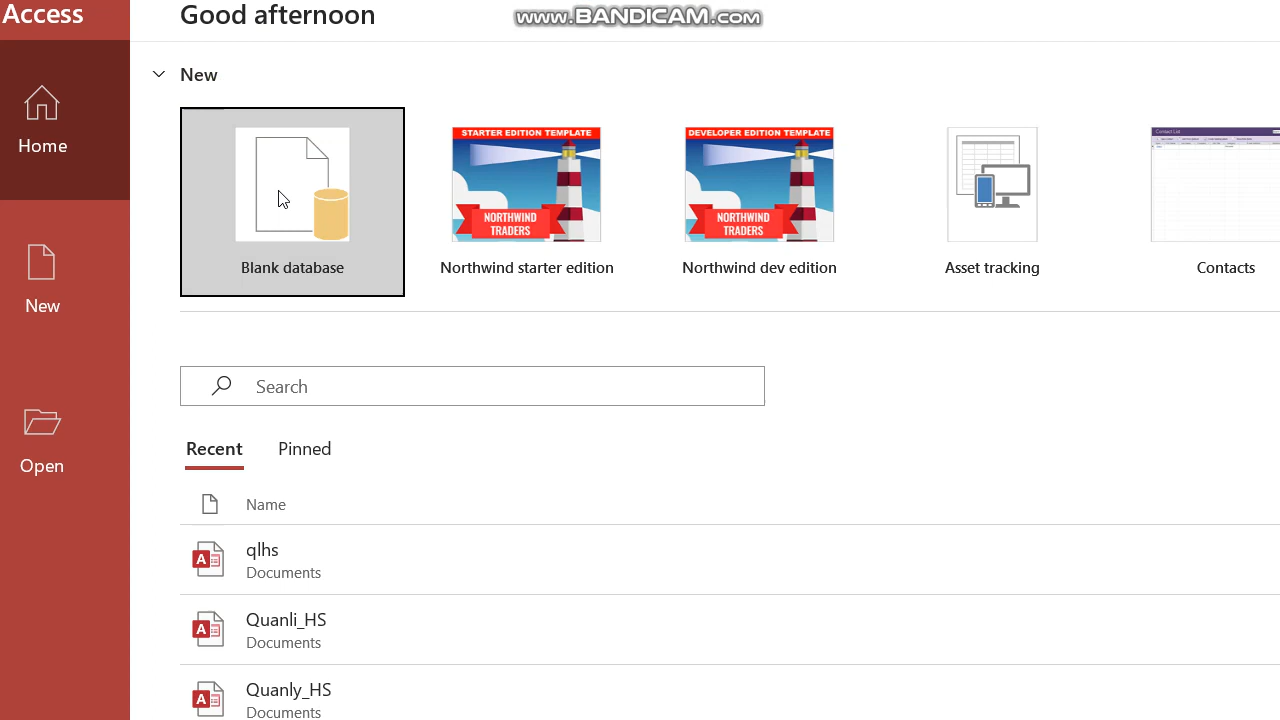 Access
Good afternoon
www.BANDICAM.com
Home
New
New
STARTER EDITION TEMPLATE
NORTHWIND
TRADERS
DEVELOPER EDITION TEMPLATE
NORTHWIND
TRADERS
Contact List
Blank database
Northwind starter edition
Northwind dev edition
Asset tracking
Contacts
Open
Search
Recent
Pinned
Name
A
qlhs
Documents
A
Quanli_HS
Documents
A
Quanly_HS
Documents